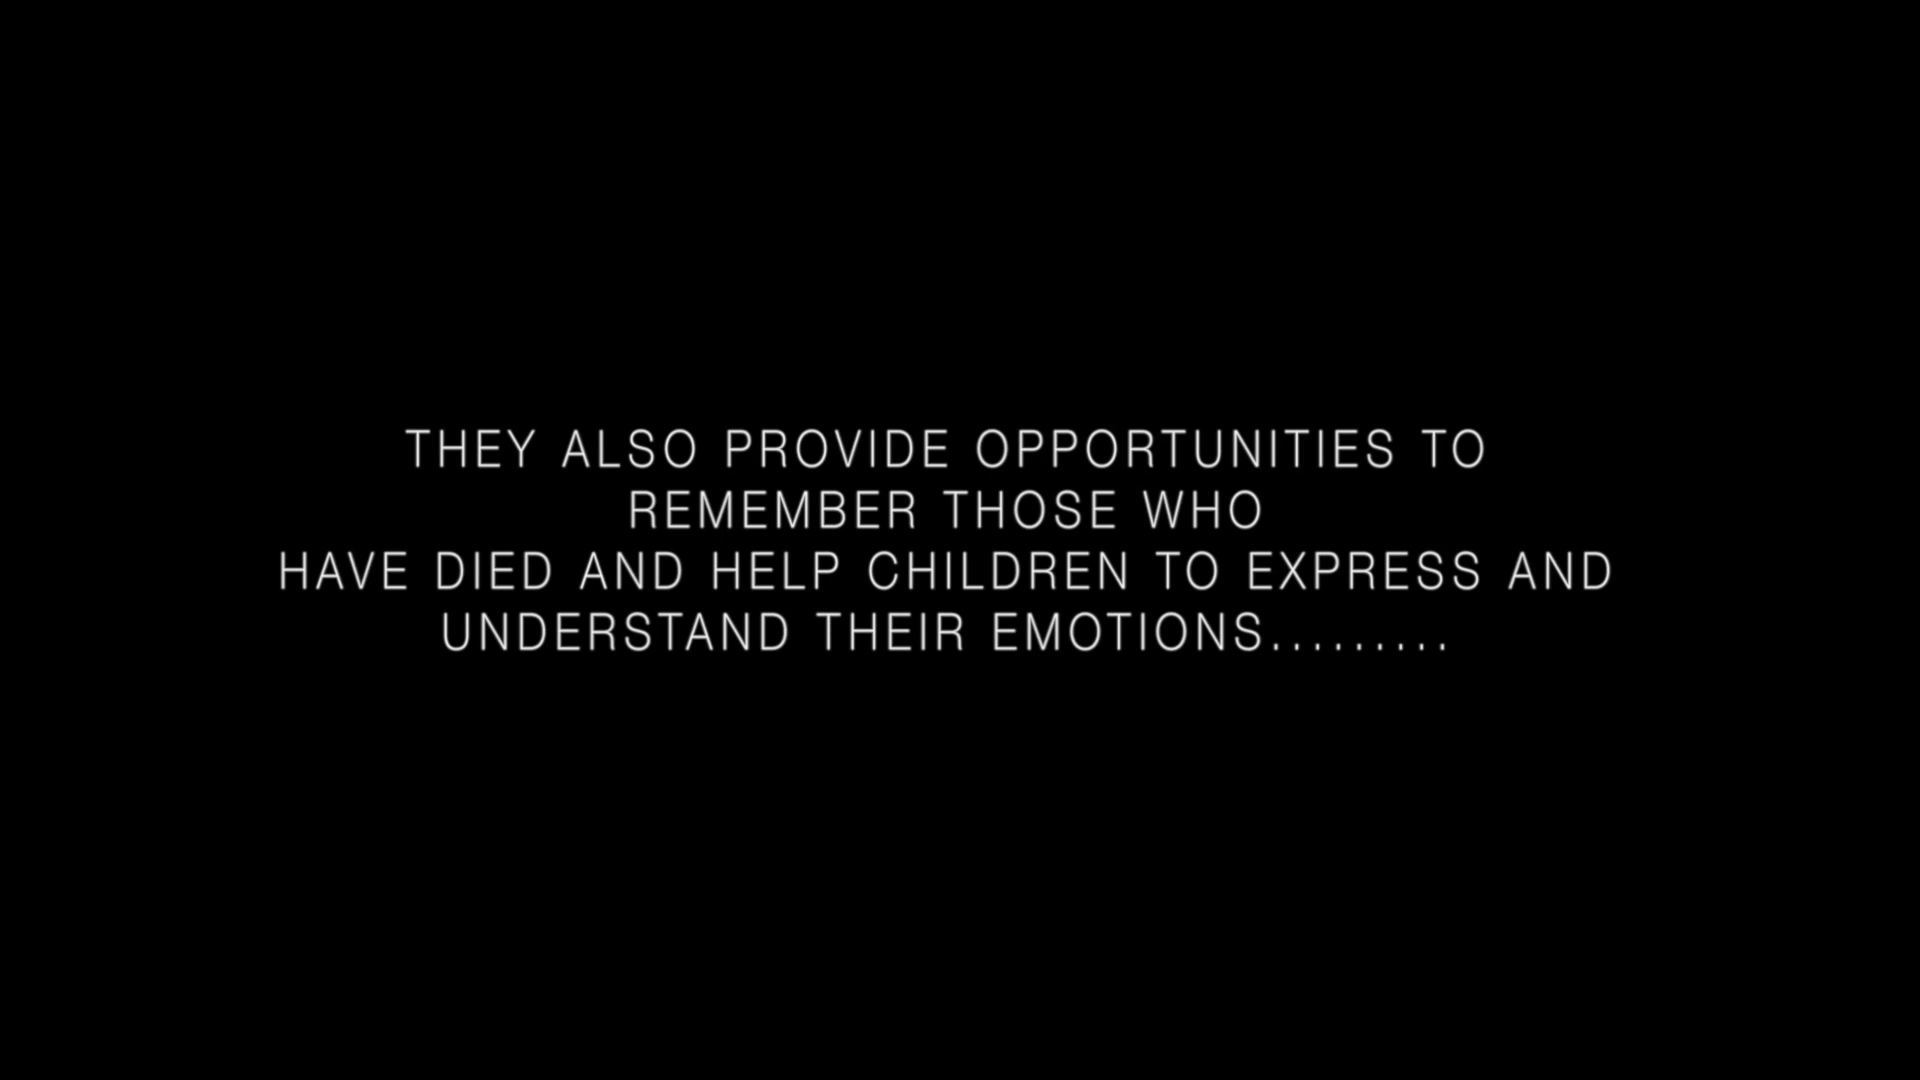 THEY ALSO PROVIDE OPPORTUNITIES TO
REMEMBER THOSE WHO
HAVE DIED AND HELP CHILDREN TO EXPRESS AND
UNDERSTAND THEIR EMOTIONS.........